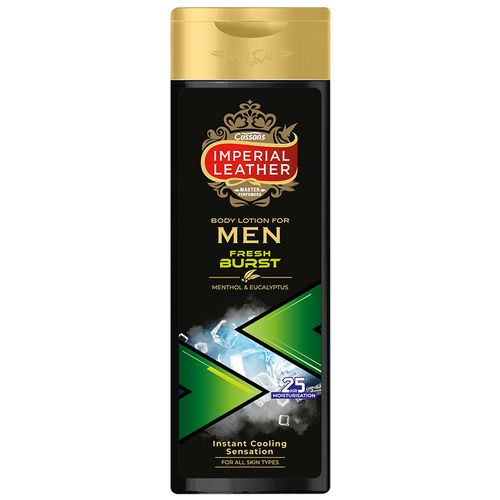 Cussons
IMPERIAL
LEATHER
MASTER
PERFUMERS
BODY LOTION FOR
MEN
FRESH
BURST
MENTHOL & EUCALYPTUS
25
HR
MOISTURISATION
Instant Cooling
Sensation
FOR ALL SKIN TYPES